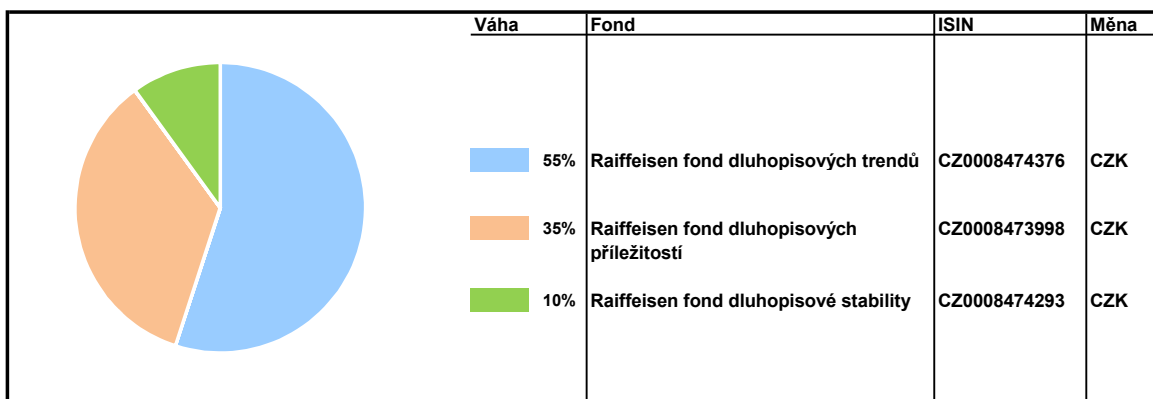 Váha Fond ISIN Měna
55% Raiffeisen fond dluhopisových trendů CZ0008474376 CZK
35% Raiffeisen fond dluhopisových CZ0008473998 CZK
příležitostí
10% Raiffeisen fond dluhopisové stability CZ0008474293 CZK